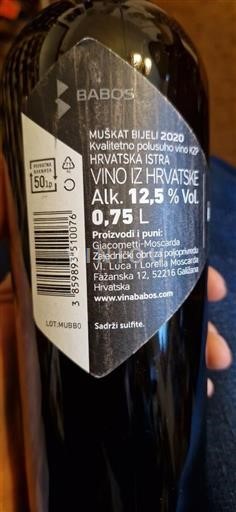 BABOS
MUŠKAT BIJELI 2020
Kvalitetno polusuho vino KZP
HRVATSKA ISTRA
VINO IZ HRVATSKE
Alk. 12,5 % Vol.
0,75 L
Proizvodi i puni:
Giacometti-Moscarda
Zajednički obrt za poljoprivredu
Vl. Luca i Lorella Moscarda
Fažanska 12, 52216 Galižana
Hrvatska
www.vinababos.com
Sadrži sulfite.
POVRATNA
NAKNADA
50 lp
3 859893 510076
LOT:MUBB0